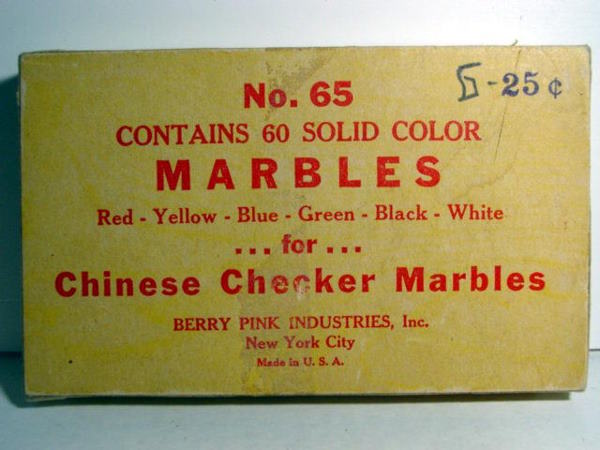 No. 65
-25¢
CONTAINS 60 SOLID COLOR
MARBLES
Red - Yellow - Blue - Green - Black - White
... for ...
Chinese Checker Marbles
BERRY PINK INDUSTRIES, Inc.
New York City
Made in U. S. A.